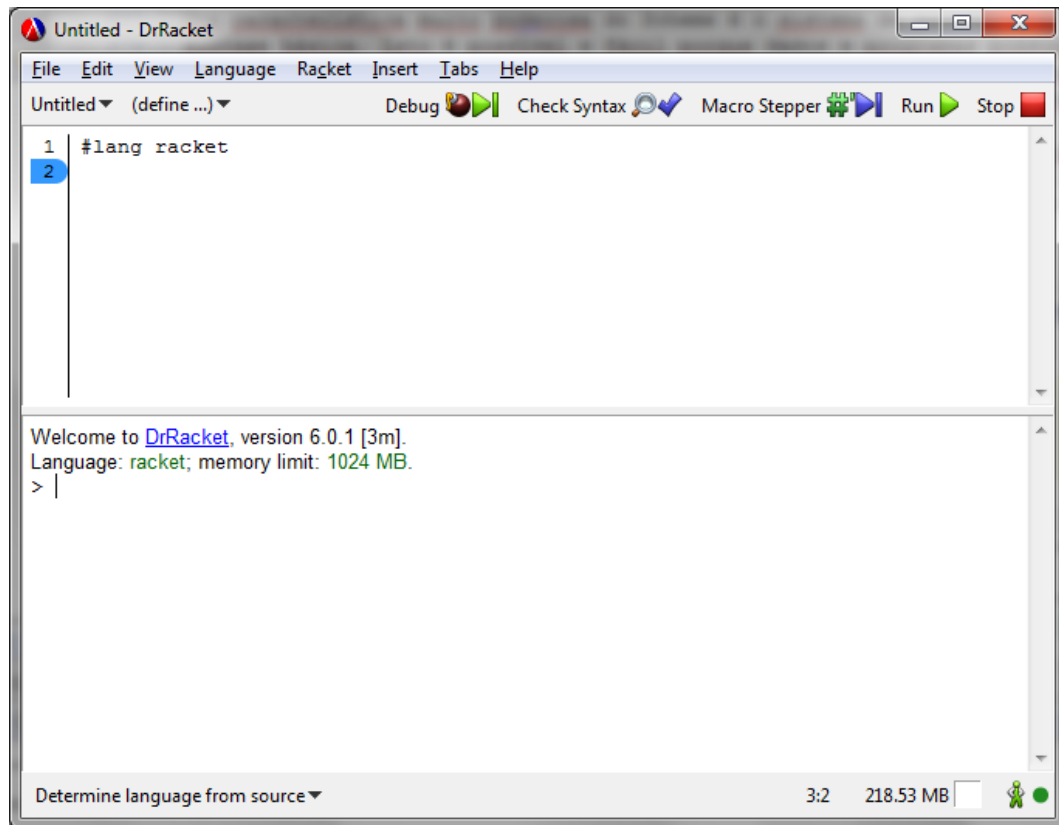 Untitled - DrRacket
File Edit View Language Racket Insert Tabs Help
Untitled (define ...) Debug Check Syntax Macro Stepper Run Stop
1 #lang racket
2
Welcome to DrRacket, version 6.0.1 [3m].
Language: racket; memory limit: 1024 MB.
>
Determine language from source 3:2 218.53 MB